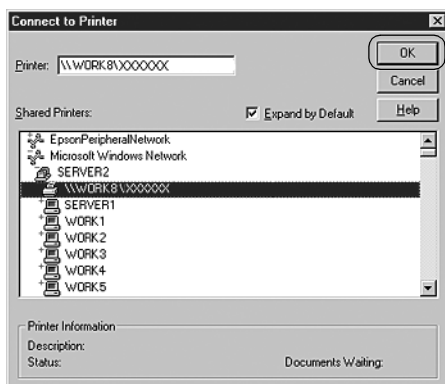 Connect to Printer
Printer: \\WORK8\XXXXXX
OK
Cancel
Help
Shared Printers:
Expand by Default
EpsonPeripheralNetwork
Microsoft Windows Network
SERVER2
\\WORK8\XXXXXX
SERVER1
WORK1
WORK2
WORK3
WORK4
WORK5
Printer Information
Description:
Status:
Documents Waiting: